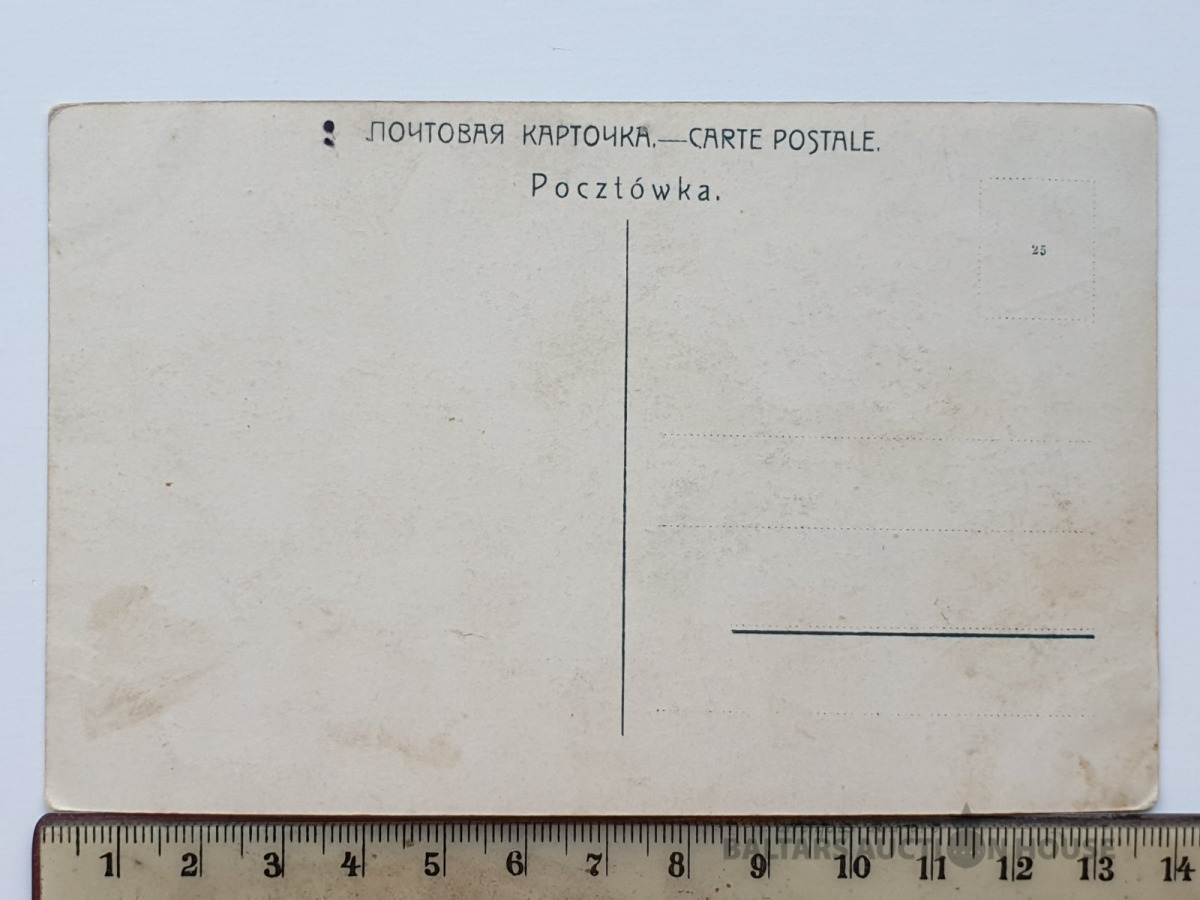 ПОЧТОВАЯ КАРТОЧКА.—CARTE POSTALE.
Pocztówka.
25
BALTARS AUCTION HOUSE
1 2 3 4 5 6 7 8 9 10 11 12 13 14